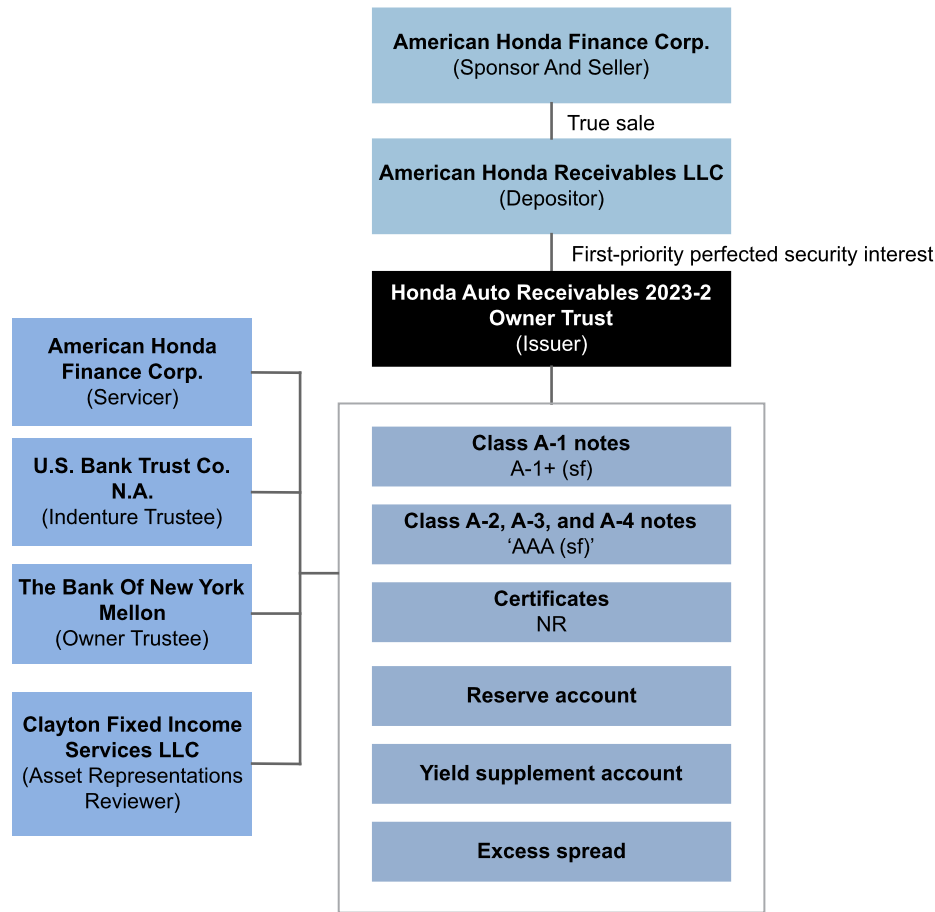 American Honda Finance Corp.
(Sponsor And Seller)
True sale
American Honda Receivables LLC
(Depositor)
First-priority perfected security interest
Honda Auto Receivables 2023-2
Owner Trust
(Issuer)
American Honda
Finance Corp.
(Servicer)
U.S. Bank Trust Co.
N.A.
(Indenture Trustee)
The Bank Of New York
Mellon
(Owner Trustee)
Clayton Fixed Income
Services LLC
(Asset Representations
Reviewer)
Class A-1 notes
A-1+ (sf)
Class A-2, A-3, and A-4 notes
‘AAA (sf)’
Certificates
NR
Reserve account
Yield supplement account
Excess spread